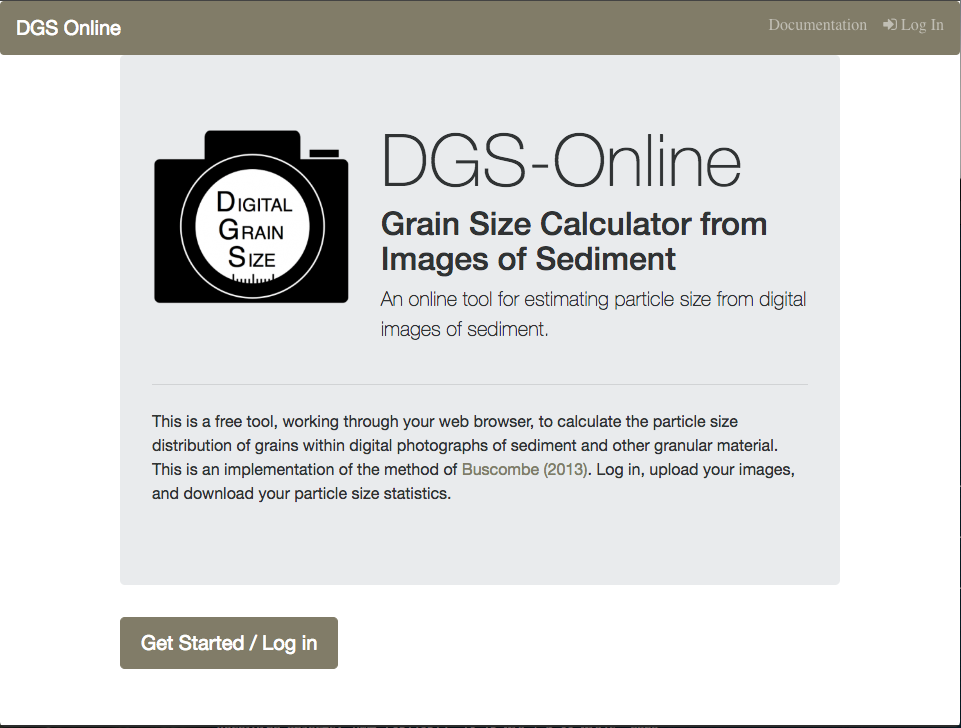 DGS Online
Documentation
Log In
DIGITAL
GRAIN
SIZE
DGS-Online
Grain Size Calculator from
Images of Sediment
An online tool for estimating particle size from digital
images of sediment.
This is a free tool, working through your web browser, to calculate the particle size
distribution of grains within digital photographs of sediment and other granular material.
This is an implementation of the method of Buscombe (2013). Log in, upload your images,
and download your particle size statistics.
Get Started / Log in